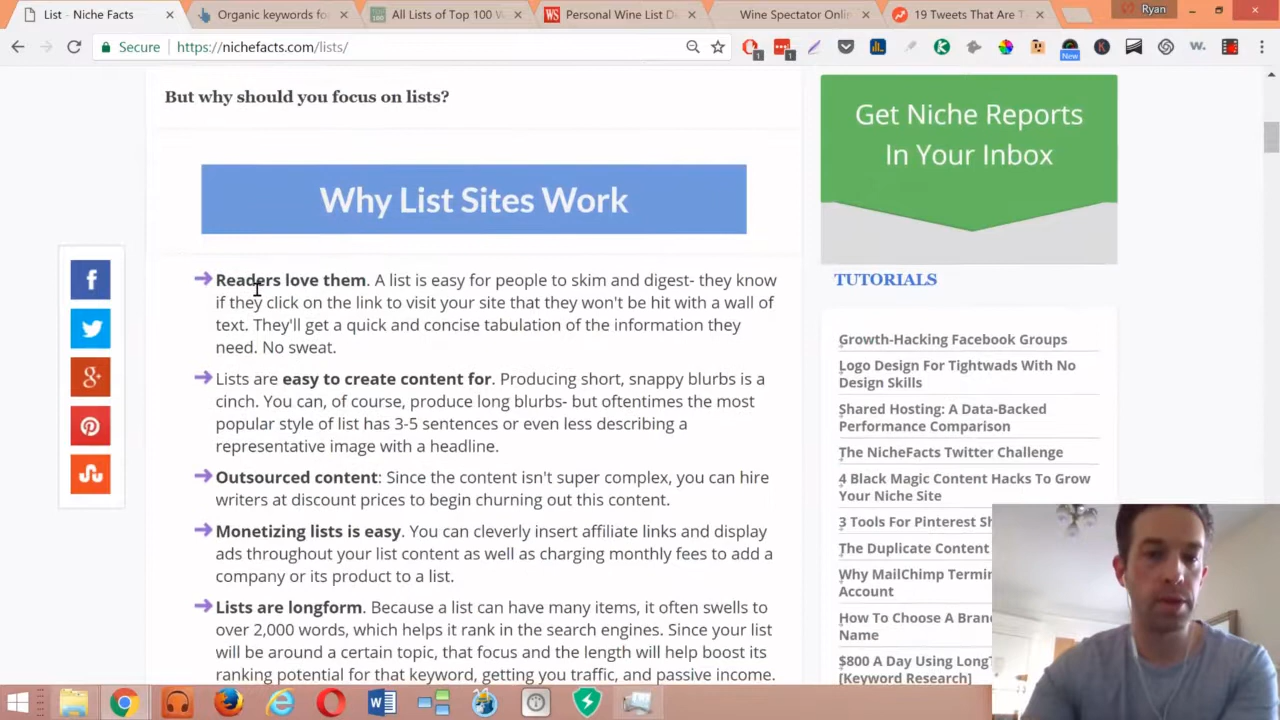 List - Niche Facts
Organic keywords fo
All Lists of Top 100 V
Personal Wine List D
Wine Spectator Onli
19 Tweets That Are T
Ryan
Secure
https://nichefacts.com/lists/
1
1
New
w.
But why should you focus on lists?
Why List Sites Work
Readers love them. A list is easy for people to skim and digest- they know
if they click on the link to visit your site that they won't be hit with a wall of
text. They'll get a quick and concise tabulation of the information they
need. No sweat.
Lists are easy to create content for. Producing short, snappy blurbs is a
cinch. You can, of course, produce long blurbs- but oftentimes the most
popular style of list has 3-5 sentences or even less describing a
representative image with a headline.
Outsourced content: Since the content isn't super complex, you can hire
writers at discount prices to begin churning out this content.
Monetizing lists is easy. You can cleverly insert affiliate links and display
ads throughout your list content as well as charging monthly fees to add a
company or its product to a list.
Lists are longform. Because a list can have many items, it often swells to
over 2,000 words, which helps it rank in the search engines. Since your list
will be around a certain topic, that focus and the length will help boost its
ranking potential for that keyword, getting you traffic, and passive income.
Get Niche Reports
In Your Inbox
TUTORIALS
Growth-Hacking Facebook Groups
Logo Design For Tightwads With No
Design Skills
Shared Hosting: A Data-Backed
Performance Comparison
The NicheFacts Twitter Challenge
4 Black Magic Content Hacks To Grow
Your Niche Site
3 Tools For Pinterest Sh
The Duplicate Content
Why MailChimp Termin
Account
How To Choose A Bran
Name
$800 A Day Using Long
[Keyword Research]